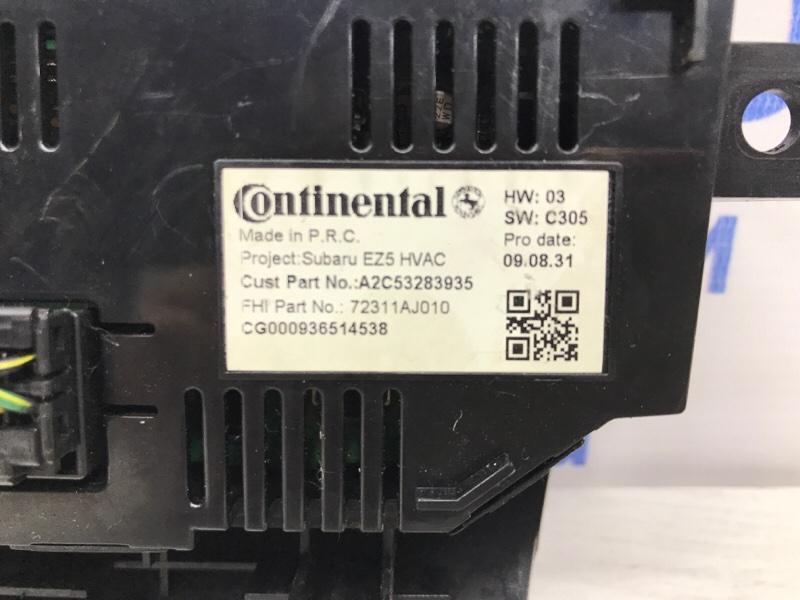 Continental
HW: 03
SW: C305
Made in P.R.C.
Pro date:
Project:Subaru EZ5 HVAC
09.08.31
Cust Part No.:A2C53283935
FHI Part No.: 72311AJ010
CG000936514538